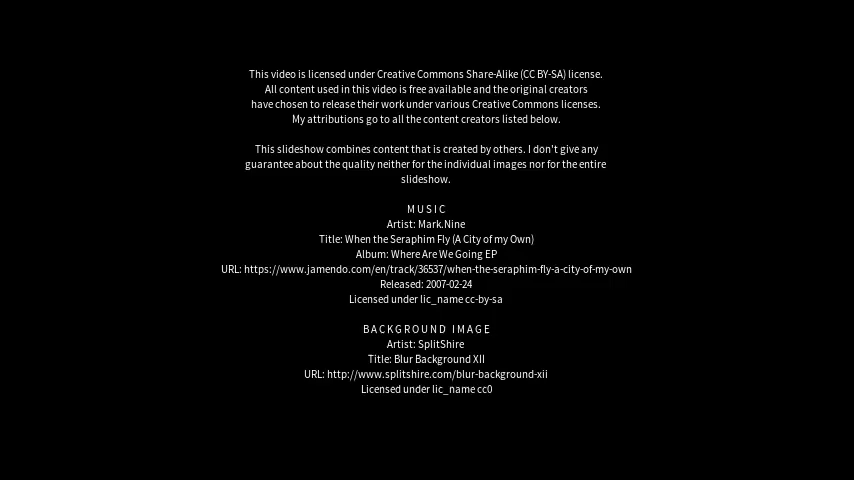 This video is licensed under Creative Commons Share-Alike (CC BY-SA) license.
All content used in this video is free available and the original creators
have chosen to release their work under various Creative Commons licenses.
My attributions go to all the content creators listed below.
This slideshow combines content that is created by others. I don't give any
guarantee about the quality neither for the individual images nor for the entire
slideshow.
MUSIC
Artist: Mark.Nine
Title: When the Seraphim Fly (A City of my Own)
Album: Where Are We Going EP
URL: https://www.jamendo.com/en/track/36537/when-the-seraphim-fly-a-city-of-my-own
Released: 2007-02-24
Licensed under lic_name cc-by-sa
BACKGROUND IMAGE
Artist: SplitShire
Title: Blur Background XII
URL: http://www.splitshire.com/blur-background-xii
Licensed under lic_name cc0